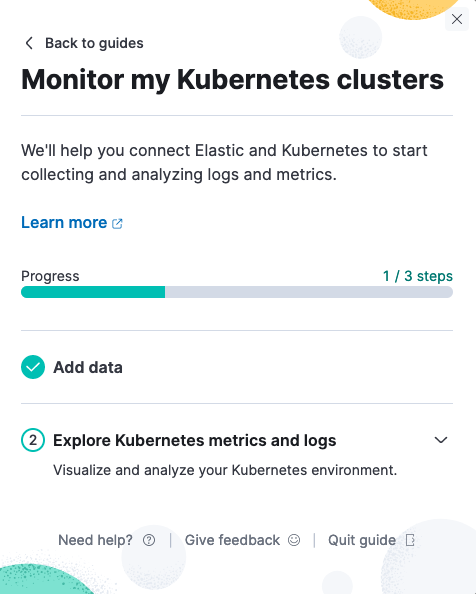 Back to guides
Monitor my Kubernetes clusters
We'll help you connect Elastic and Kubernetes to start
collecting and analyzing logs and metrics.
Learn more
Progress 1 / 3 steps
Add data
2 Explore Kubernetes metrics and logs
Visualize and analyze your Kubernetes environment.
Need help? | Give feedback | Quit guide